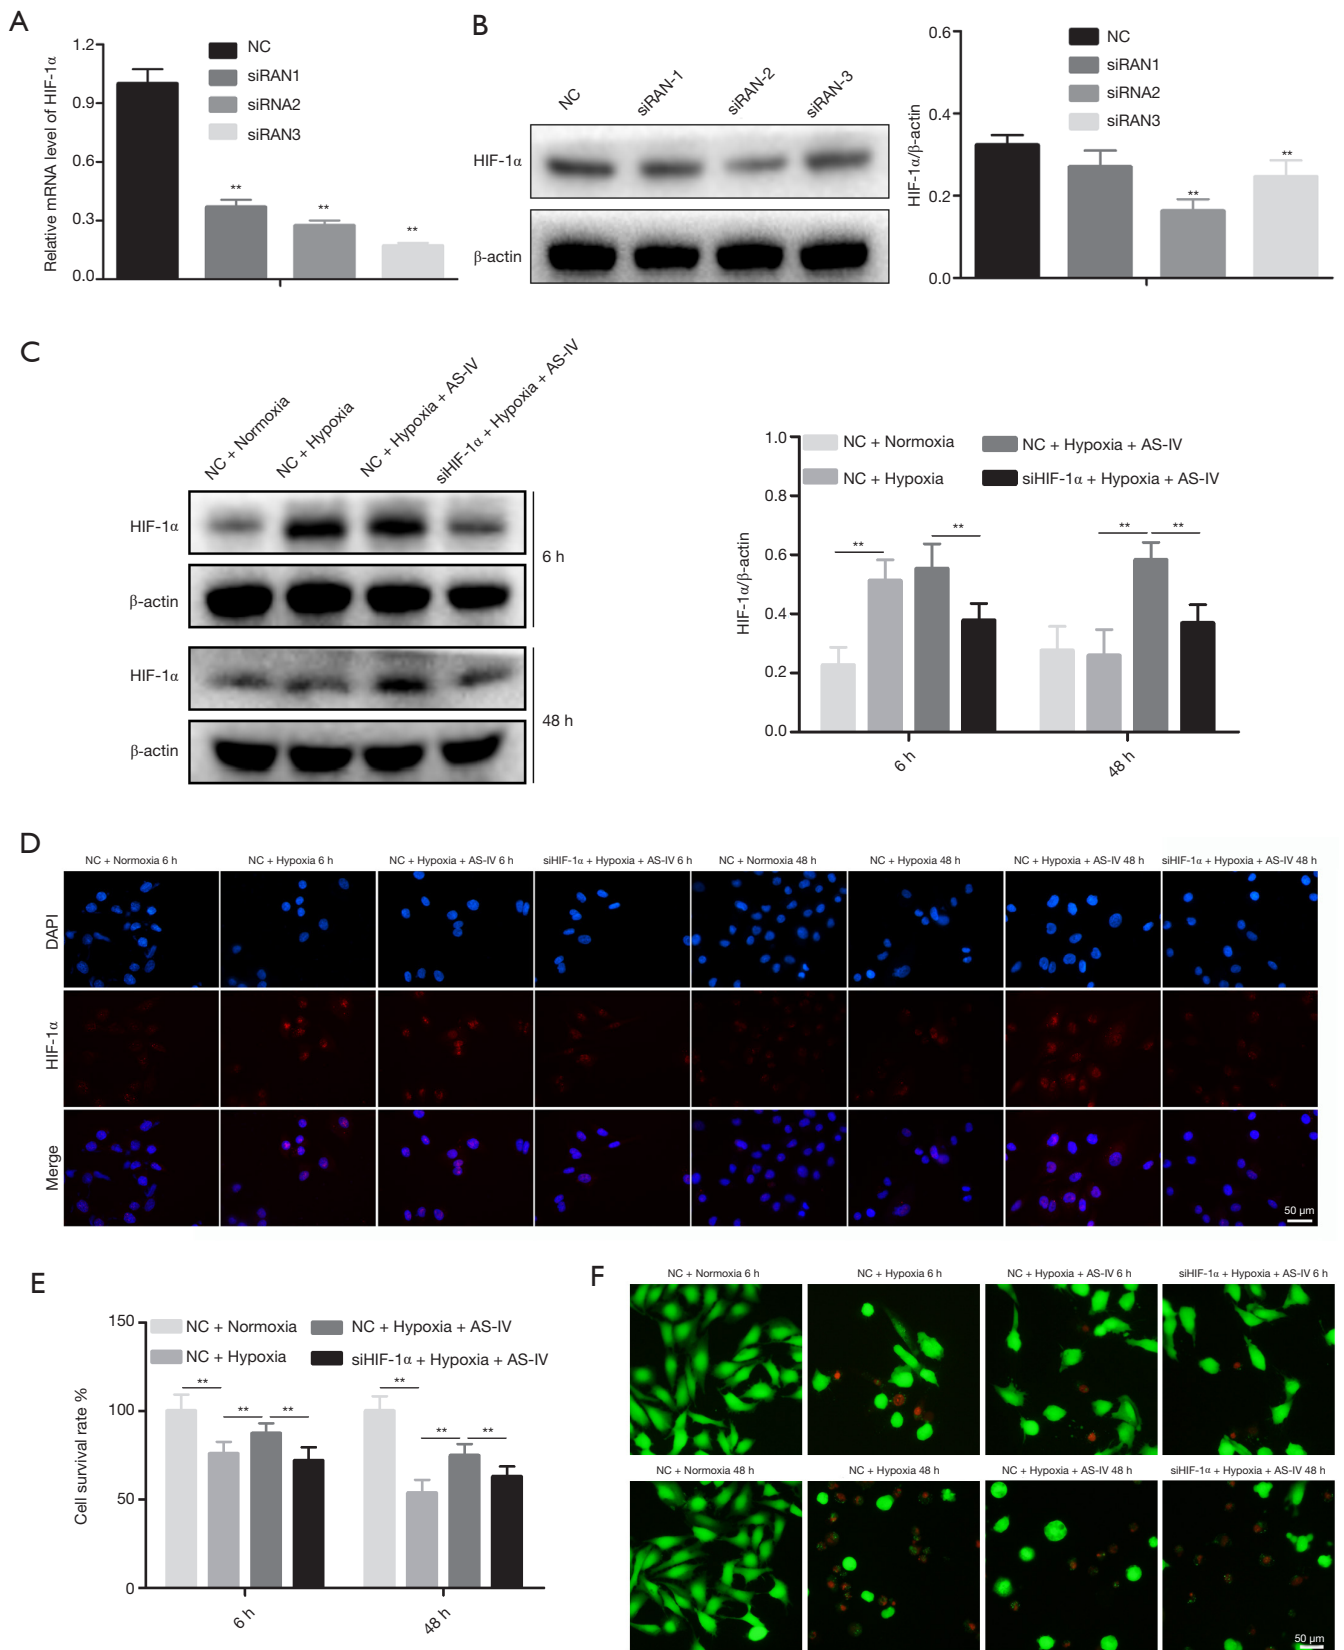 A
Relative mRNA level of HIF-1α
1.2
0.9
0.6
0.3
0.0
NC
siRAN1
siRNA2
siRAN3
**
**
**
B
NC
siRAN-1
siRAN-2
siRAN-3
HIF-1α
β-actin
HIF-1α/β-actin
0.6
0.4
0.2
0.0
NC
siRAN1
siRNA2
siRAN3
**
**
C
NC + Normoxia
NC + Hypoxia
NC + Hypoxia + AS-IV
siHIF-1α + Hypoxia + AS-IV
HIF-1α
β-actin
6 h
HIF-1α
β-actin
48 h
HIF-1α/β-actin
1.0
0.8
0.6
0.4
0.2
0.0
NC + Normoxia
NC + Hypoxia
NC + Hypoxia + AS-IV
siHIF-1α + Hypoxia + AS-IV
**
**
**
**
6 h
48 h
D
NC + Normoxia 6 h
NC + Hypoxia 6 h
NC + Hypoxia + AS-IV 6 h
siHIF-1α + Hypoxia + AS-IV 6 h
NC + Normoxia 48 h
NC + Hypoxia 48 h
NC + Hypoxia + AS-IV 48 h
siHIF-1α + Hypoxia + AS-IV 48 h
DAPI
HIF-1α
Merge
50 µm
E
Cell survival rate %
150
100
50
0
NC + Normoxia
NC + Hypoxia
NC + Hypoxia + AS-IV
siHIF-1α + Hypoxia + AS-IV
**
**
**
**
**
**
6 h
48 h
F
NC + Normoxia 6 h
NC + Hypoxia 6 h
NC + Hypoxia + AS-IV 6 h
siHIF-1α + Hypoxia + AS-IV 6 h
NC + Normoxia 48 h
NC + Hypoxia 48 h
NC + Hypoxia + AS-IV 48 h
siHIF-1α + Hypoxia + AS-IV 48 h
50 µm